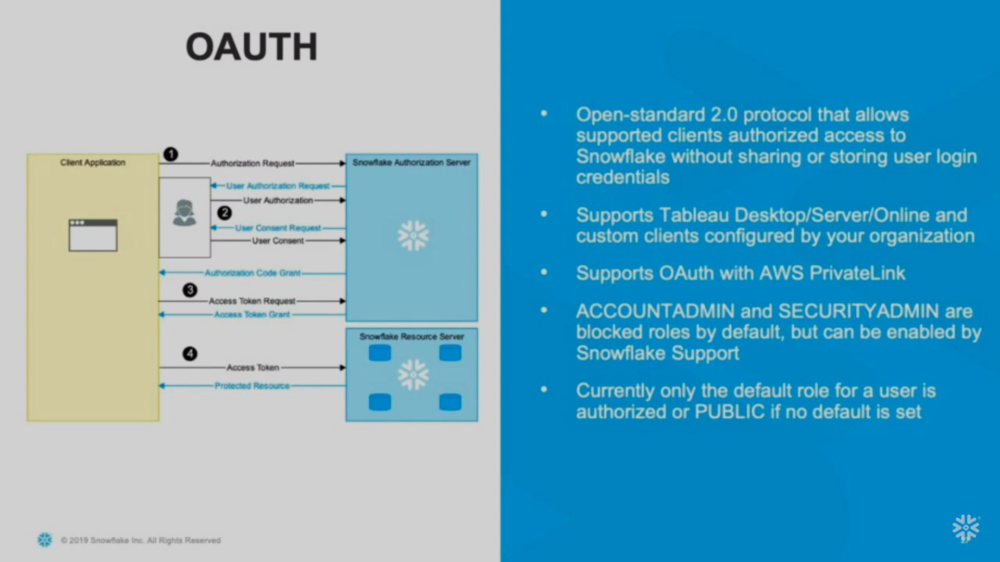 OAUTH
Client Application
1
Authorization Request
Snowflake Authorization Server
User Authorization Request
User Authorization
2
User Consent Request
User Consent
Authorization Code Grant
3
Access Token Request
Access Token Grant
Snowflake Resource Server
4
Access Token
Protected Resource
© 2019 Snowflake Inc. All Rights Reserved
• Open-standard 2.0 protocol that allows
supported clients authorized access to
Snowflake without sharing or storing user login
credentials
• Supports Tableau Desktop/Server/Online and
custom clients configured by your organization
• Supports OAuth with AWS PrivateLink
• ACCOUNTADMIN and SECURITYADMIN are
blocked roles by default, but can be enabled by
Snowflake Support
• Currently only the default role for a user is
authorized or PUBLIC if no default is set